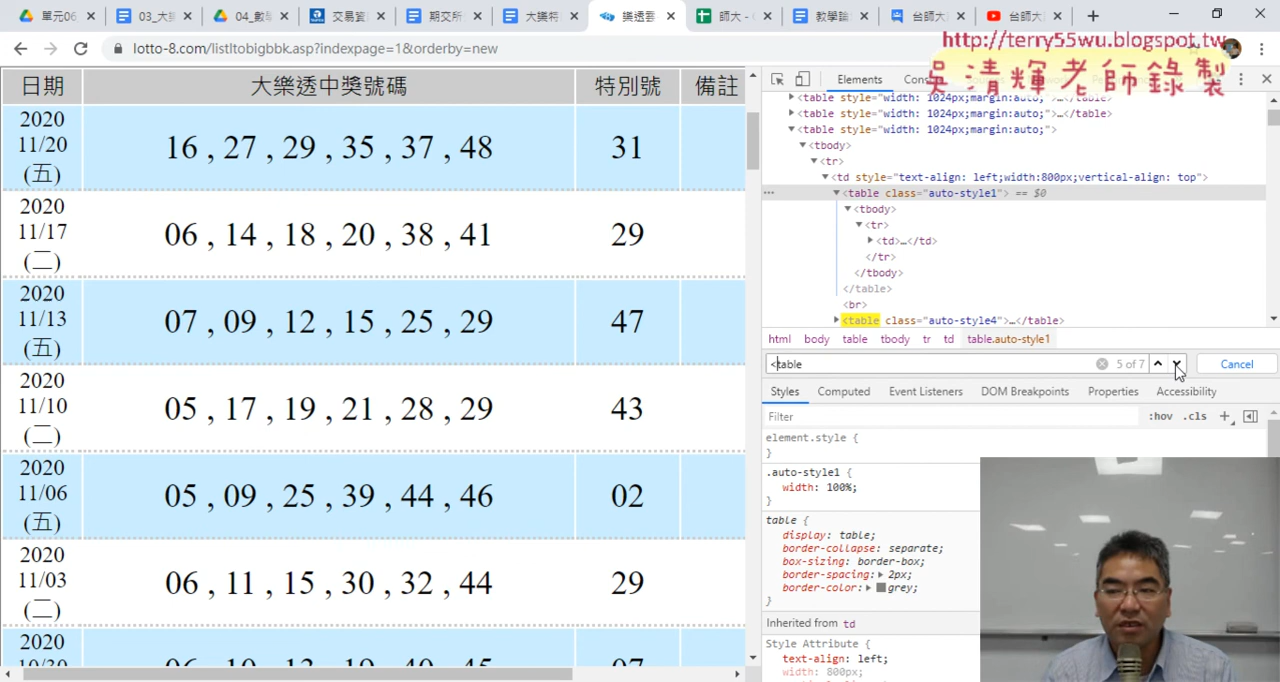 單元06
03_大樂
04_數學
交易資
期交所
大樂特
樂透雲
師大 - G
教學論
台師大
台師大
lotto-8.com/listltobigbbk.asp?indexpage=1&orderby=new
http://terry55wu.blogspot.tw
吳清輝老師錄製
日期 大樂透中獎號碼 特別號 備註
2020
11/20
(五)
16 , 27 , 29 , 35 , 37 , 48 31
2020
11/17
(二)
06 , 14 , 18 , 20 , 38 , 41 29
2020
11/13
(五)
07 , 09 , 12 , 15 , 25 , 29 47
2020
11/10
(二)
05 , 17 , 19 , 21 , 28 , 29 43
2020
11/06
(五)
05 , 09 , 25 , 39 , 44 , 46 02
2020
11/03
(二)
06 , 11 , 15 , 30 , 32 , 44 29
2020
Elements Cons
<table style="width: 1024px;margin:auto;">…</table>
<table style="width: 1024px;margin:auto;">…</table>
<table style="width: 1024px;margin:auto;">
<tbody>
<tr>
<td style="text-align: left;width:800px;vertical-align: top">
<table class="auto-style1"> == $0
<tbody>
<tr>
<td>…</td>
</tr>
</tbody>
</table>
<br>
<table class="auto-style4">…</table>
html body table tbody tr td table.auto-style1
<table 5 of 7 Cancel
Styles Computed Event Listeners DOM Breakpoints Properties Accessibility
Filter :hov .cls +
element.style {
}
.auto-style1 {
width: 100%;
}
table {
display: table;
border-collapse: separate;
box-sizing: border-box;
border-spacing: 2px;
border-color: grey;
}
Inherited from td
Style Attribute {
text-align: left;
width: 800px;